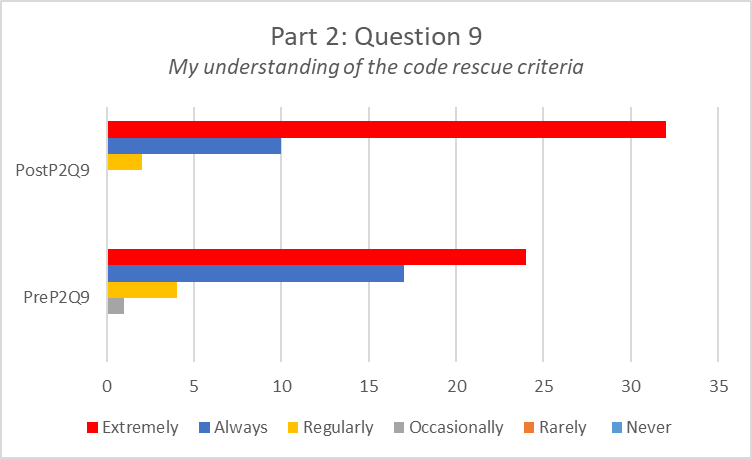 Part 2: Question 9
My understanding of the code rescue criteria
PostP2Q9
PreP2Q9
0 5 10 15 20 25 30 35
Extremely Always Regularly Occasionally Rarely Never